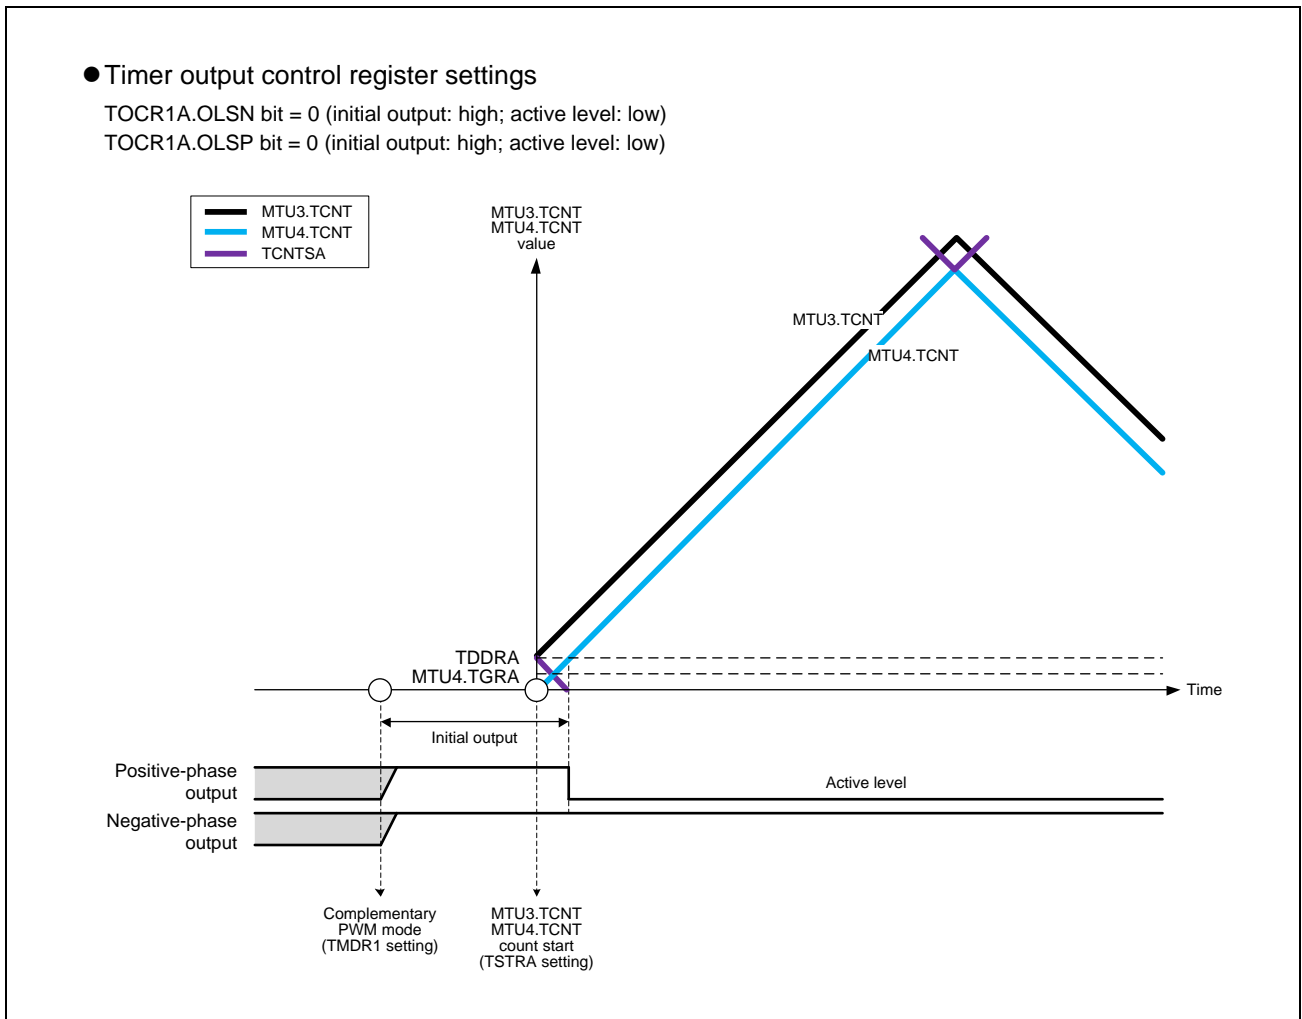 ● Timer output control register settings
TOCR1A.OLSN bit = 0 (initial output: high; active level: low)
TOCR1A.OLSP bit = 0 (initial output: high; active level: low)
MTU3.TCNT
MTU4.TCNT
TCNTSA
MTU3.TCNT
MTU4.TCNT
value
MTU3.TCNT
MTU4.TCNT
TDDRA
MTU4.TGRA
Time
Initial output
Positive-phase
output
Active level
Negative-phase
output
Complementary
PWM mode
(TMDR1 setting)
MTU3.TCNT
MTU4.TCNT
count start
(TSTRA setting)